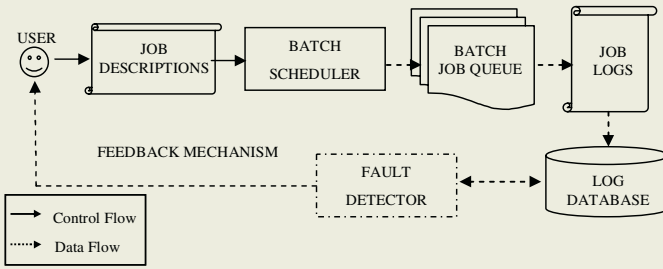 USER
JOB
DESCRIPTIONS
BATCH
SCHEDULER
BATCH
JOB QUEUE
JOB
LOGS
FEEDBACK MECHANISM
FAULT
DETECTOR
LOG
DATABASE
Control Flow
Data Flow